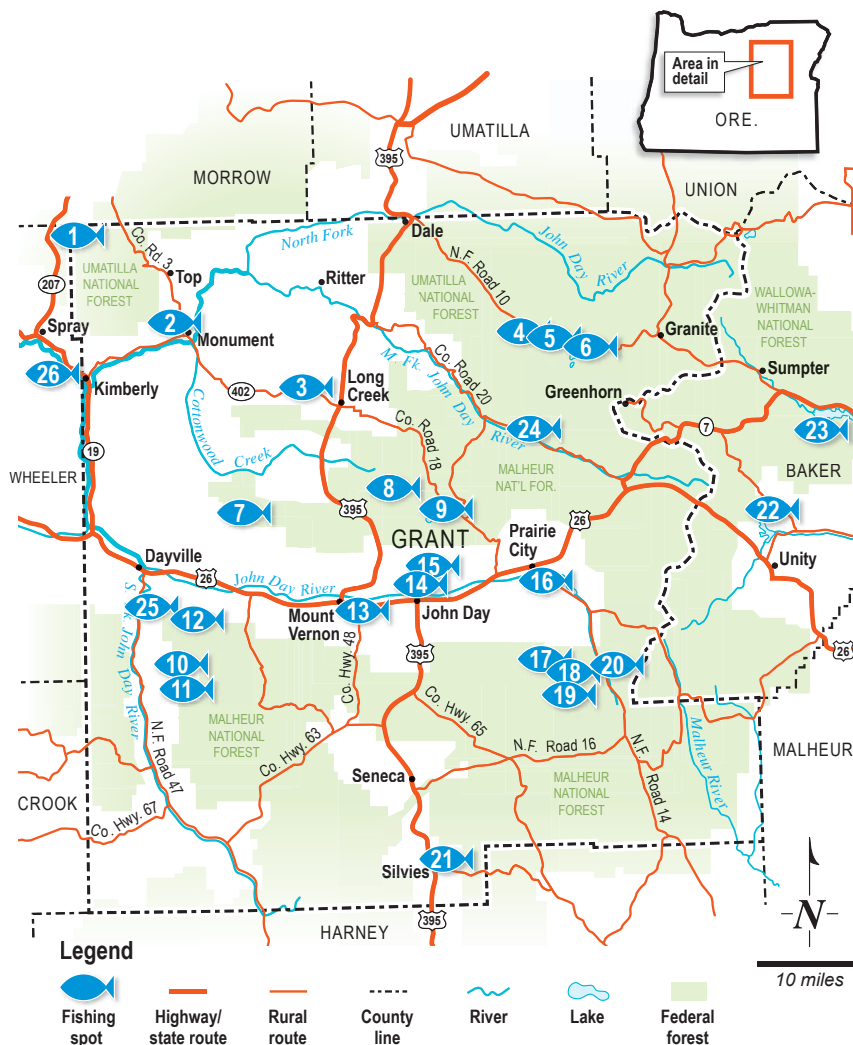 Area in
detail
ORE.
UMATILLA
395
MORROW
UNION
1
Co. Rd. 3
North Fork
Dale
John Day
River
UMATILLA
NATIONAL
FOREST
Top
Ritter
N.F. Road 10
UMATILLA
NATIONAL
FOREST
WALLOWA-
WHITMAN
NATIONAL
FOREST
207
Spray
2
Monument
4
5
6
Granite
26
Kimberly
402
3
Long
Creek
Co. Road 20
M. Fk. John Day
River
Greenhorn
Sumpter
Cottonwood
Creek
Co. Road 18
24
7
23
19
WHEELER
MALHEUR
NAT'L FOR.
BAKER
8
7
9
395
GRANT
Prairie
City
26
22
Unity
Dayville
26
John Day River
15
14
16
25
12
13
Mount
Vernon
John Day
S. Fk. John Day River
Co. Hwy. 48
395
26
10
11
17
18
19
20
Co. Hwy. 65
MALHEUR
NATIONAL
FOREST
Malheur
River
N.F. Road 47
Co. Hwy. 63
N.F. Road 16
N.F. Road 14
MALHEUR
Seneca
MALHEUR
NATIONAL
FOREST
CROOK
Co. Hwy. 67
21
Silvies
395
HARNEY
N
10 miles
Legend
Fishing
spot
Highway/
state route
Rural
route
County
line
River
Lake
Federal
forest